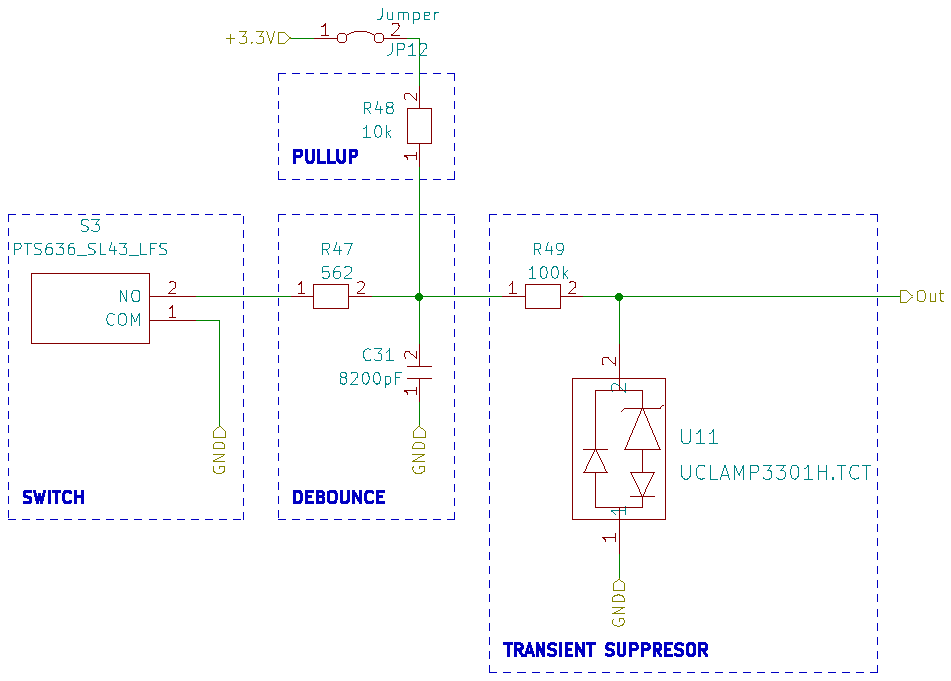 Jumper
+3.3V 1 2
JP12
2
R48
10k
1
PULLUP
S3
PTS636_SL43_LFS
NO 2
COM 1
GND
SWITCH
R47
562
1 2
C31 2
8200pF
1
GND
DEBOUNCE
R49
100k
1 2
Out
2
2
U11
UCLAMP3301H.TCT
1
1
GND
TRANSIENT SUPPRESOR